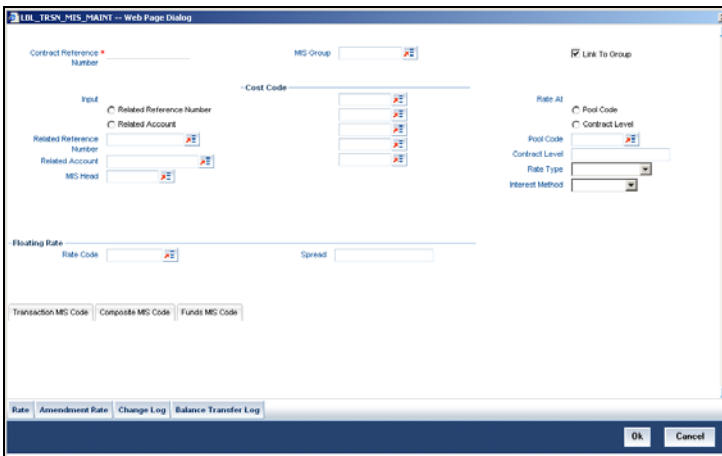 LBL_TRSN_MIS_MAINT -- Web Page Dialog
Contract Reference * Number
MIS Group
Link To Group
Cost Code
Input
Related Reference Number
Related Account
Rate At
Pool Code
Contract Level
Related Reference Number
Pool Code
Related Account
Contract Level
MIS Head
Rate Type
Interest Method
Floating Rate
Rate Code
Spread
Transaction MIS Code Composite MIS Code Funds MIS Code
Rate Amendment Rate Change Log Balance Transfer Log
Ok Cancel